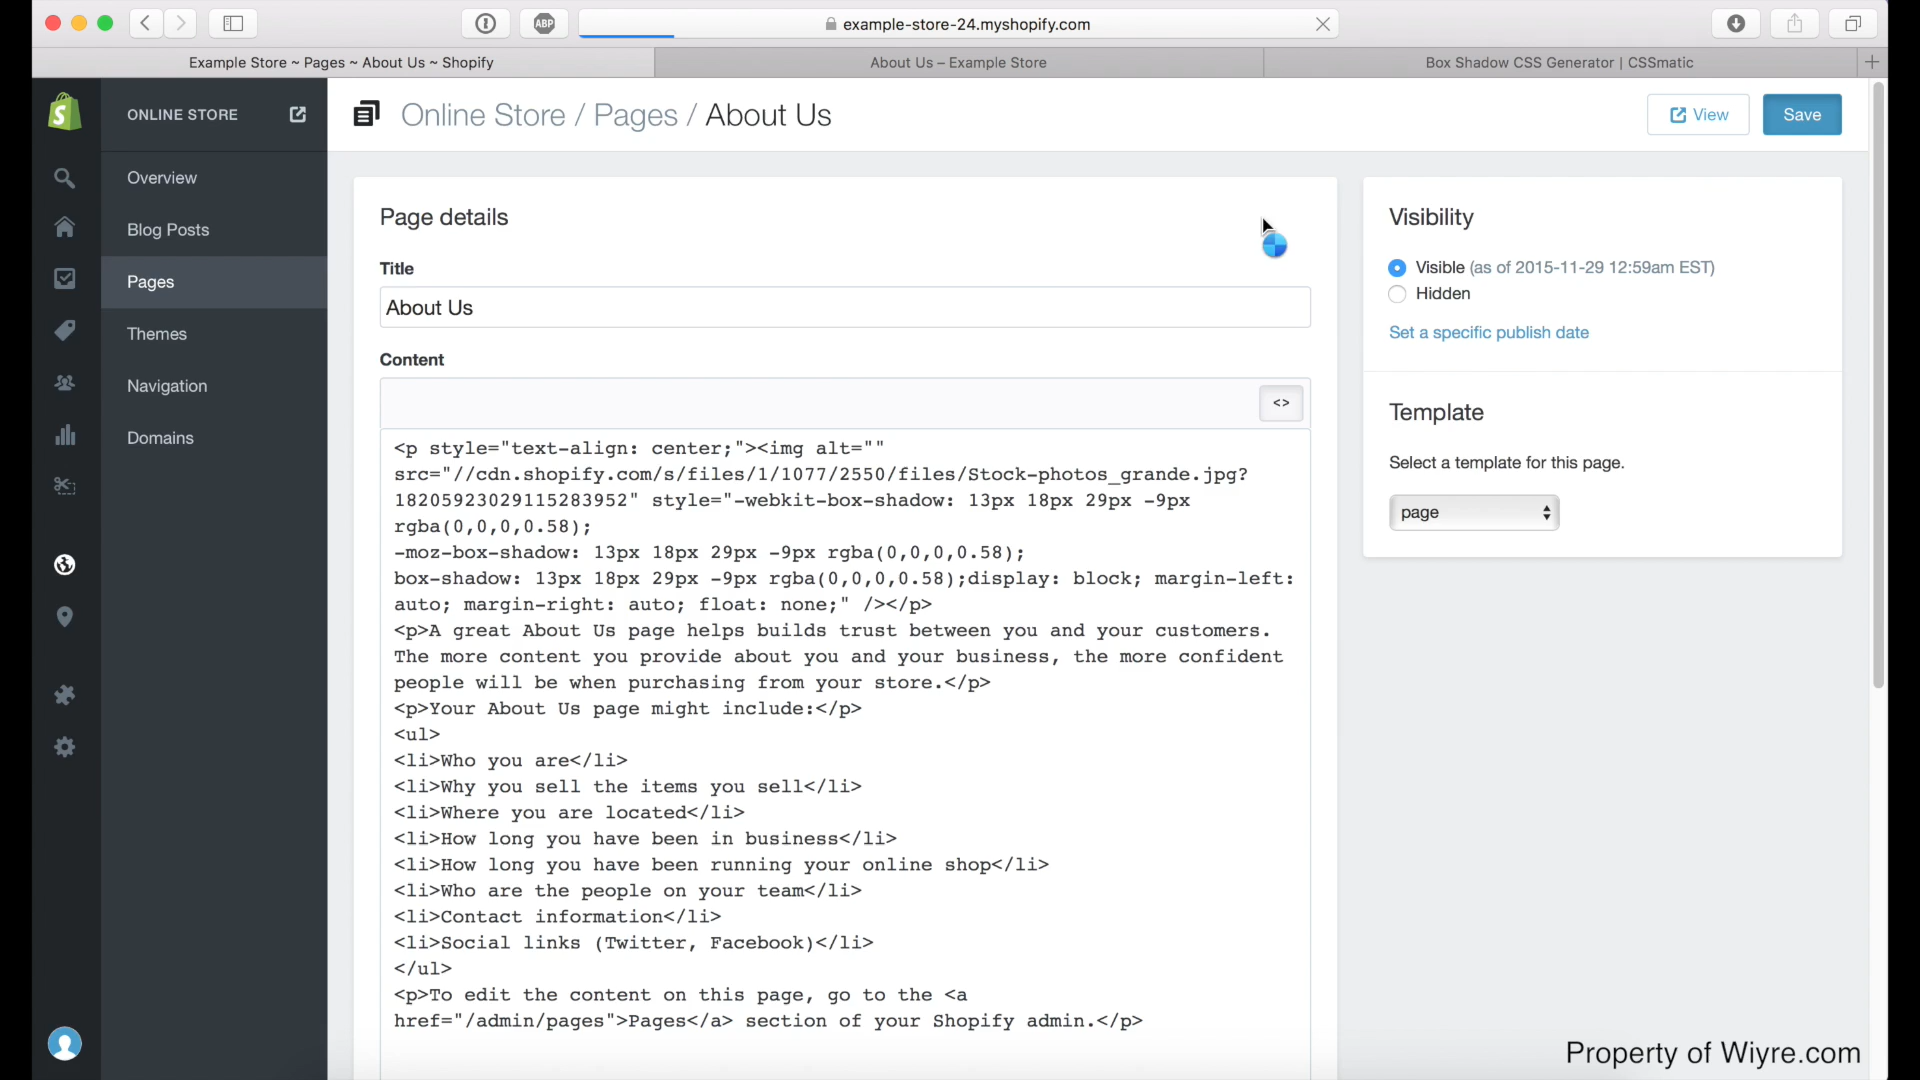 ABP
example-store-24.myshopify.com
Example Store ~ Pages ~ About Us ~ Shopify
About Us – Example Store
Box Shadow CSS Generator | CSSmatic
ONLINE STORE
Overview
Blog Posts
Pages
Themes
Navigation
Domains
Online Store / Pages / About Us
View
Save
Page details
Title
About Us
Content
<>
<p style="text-align: center;"><img alt=""
src="//cdn.shopify.com/s/files/1/1077/2550/files/Stock-photos_grande.jpg?
18205923029115283952" style="-webkit-box-shadow: 13px 18px 29px -9px
rgba(0,0,0,0.58);
-moz-box-shadow: 13px 18px 29px -9px rgba(0,0,0,0.58);
box-shadow: 13px 18px 29px -9px rgba(0,0,0,0.58);display: block; margin-left:
auto; margin-right: auto; float: none;" /></p>
<p>A great About Us page helps builds trust between you and your customers.
The more content you provide about you and your business, the more confident
people will be when purchasing from your store.</p>
<p>Your About Us page might include:</p>
<ul>
<li>Who you are</li>
<li>Why you sell the items you sell</li>
<li>Where you are located</li>
<li>How long you have been in business</li>
<li>How long you have been running your online shop</li>
<li>Who are the people on your team</li>
<li>Contact information</li>
<li>Social links (Twitter, Facebook)</li>
</ul>
<p>To edit the content on this page, go to the <a
href="/admin/pages">Pages</a> section of your Shopify admin.</p>
Visibility
Visible (as of 2015-11-29 12:59am EST)
Hidden
Set a specific publish date
Template
Select a template for this page.
page
Property of Wiyre.com